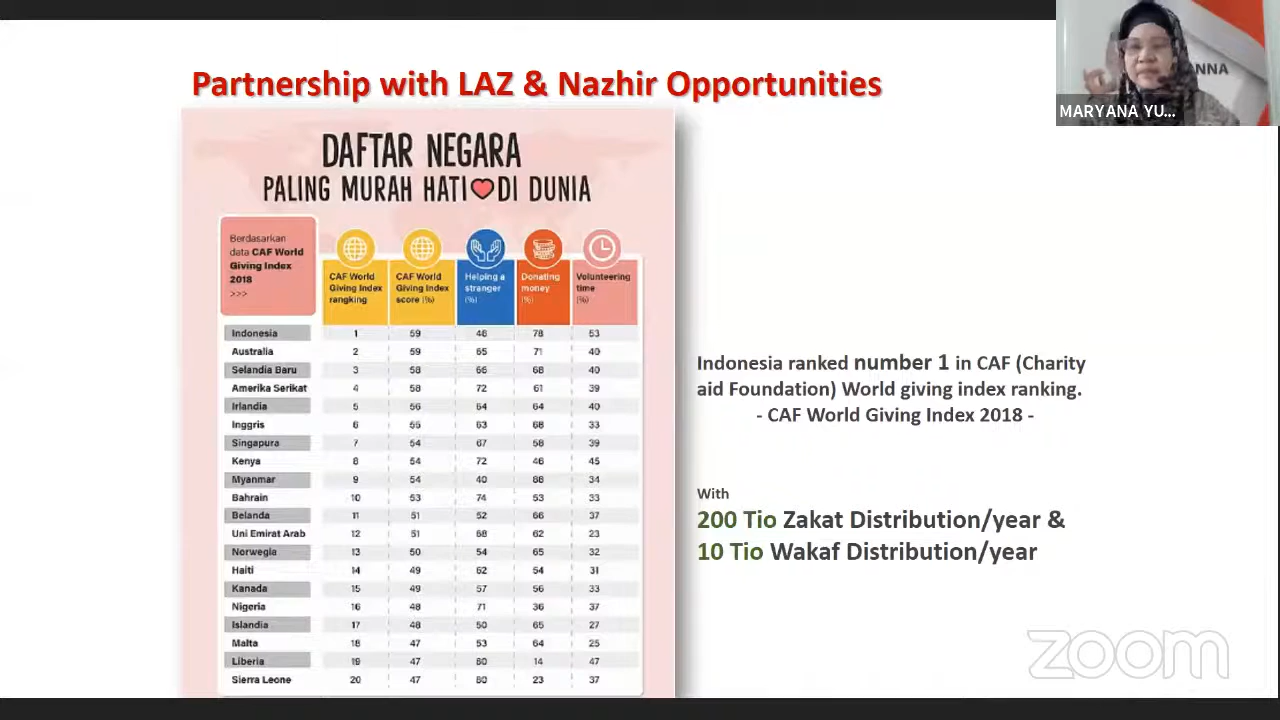 Partnership with LAZ & Nazhir Opportunities
DAFTAR NEGARA
PALING MURAH HATI DI DUNIA
Berdasarkan
data CAF World
Giving Index
2018
>>>
CAF World Giving Index rangking
CAF World Giving Index score (%)
Helping a stranger (%)
Donating money (%)
Volunteering time (%)
Indonesia 1 59 46 78 53
Australia 2 59 65 71 40
Selandia Baru 3 58 66 68 40
Amerika Serikat 4 58 72 61 39
Irlandia 5 56 64 64 40
Inggris 6 55 63 68 33
Singapura 7 54 67 58 39
Kenya 8 54 72 46 45
Myanmar 9 54 40 88 34
Bahrain 10 53 74 53 33
Belanda 11 51 52 66 37
Uni Emirat Arab 12 51 68 62 23
Norwegia 13 50 54 65 32
Haiti 14 49 62 54 31
Kanada 15 49 57 56 33
Nigeria 16 48 71 36 37
Islandia 17 48 50 65 27
Malta 18 47 53 64 25
Liberia 19 47 80 14 47
Sierra Leone 20 47 80 23 37
Indonesia ranked number 1 in CAF (Charity
aid Foundation) World giving index ranking.
- CAF World Giving Index 2018 -
With
200 Tio Zakat Distribution/year &
10 Tio Wakaf Distribution/year
NNA
MARYANA YU...
zoom